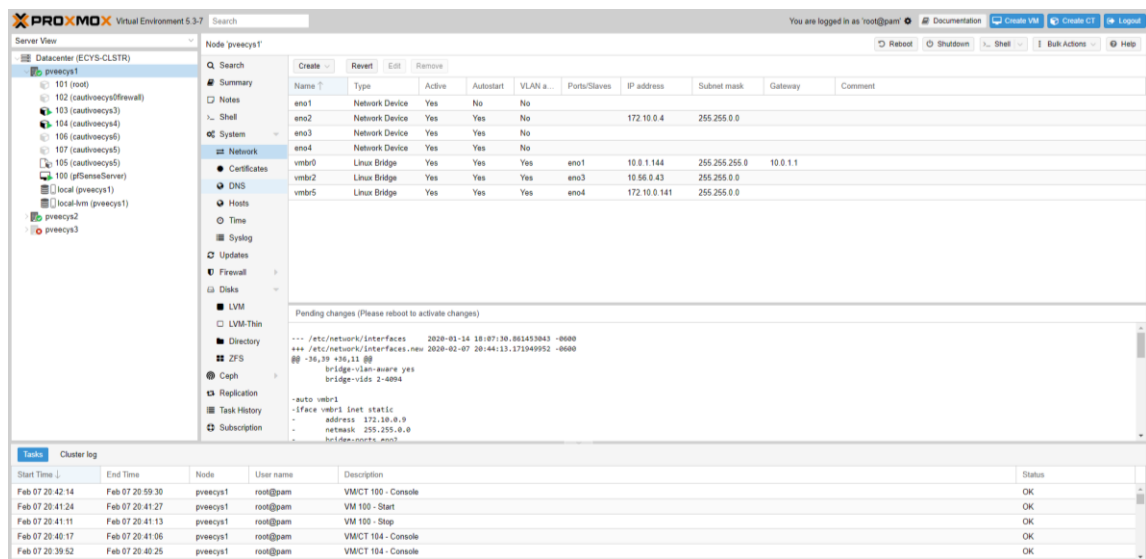 PROXMOX Virtual Environment 5.3-7 Search You are logged in as 'root@pam' Documentation Create VM Create CT Logout
Server View
Node 'pveecys1' Reboot Shutdown Shell Bulk Actions Help
Datacenter (ECYS-CLSTR)
pveecys1
101 (root)
102 (cautivoecys0firewall)
103 (cautivoecys3)
104 (cautivoecys4)
106 (cautivoecys6)
107 (cautivoecys5)
105 (cautivoecys5)
100 (pfSenseServer)
local (pveecys1)
local-lvm (pveecys1)
pveecys2
pveecys3
Search
Summary
Notes
Shell
System
Network
Certificates
DNS
Hosts
Time
Syslog
Updates
Firewall
Disks
LVM
LVM-Thin
Directory
ZFS
Ceph
Replication
Task History
Subscription
Create Revert Edit Remove
Name Type Active Autostart VLAN a... Ports/Slaves IP address Subnet mask Gateway Comment
eno1 Network Device Yes No No
eno2 Network Device Yes Yes No 172.10.0.4 255.255.0.0
eno3 Network Device Yes Yes No
eno4 Network Device Yes Yes No
vmbr0 Linux Bridge Yes Yes Yes eno1 10.0.1.144 255.255.255.0 10.0.1.1
vmbr2 Linux Bridge Yes Yes Yes eno3 10.56.0.43 255.255.0.0
vmbr5 Linux Bridge Yes Yes Yes eno4 172.10.0.141 255.255.0.0
Pending changes (Please reboot to activate changes)
--- /etc/network/interfaces 2020-01-14 18:07:30.861453043 -0600
+++ /etc/network/interfaces.new 2020-02-07 20:44:13.171949952 -0600
@@ -36,39 +36,11 @@
bridge-vlan-aware yes
bridge-vids 2-4094
-auto vmbr1
-iface vmbr1 inet static
- address 172.10.0.9
- netmask 255.255.0.0
- bridge-ports eno2
Tasks Cluster log
Start Time End Time Node User name Description Status
Feb 07 20:42:14 Feb 07 20:59:30 pveecys1 root@pam VM/CT 100 - Console OK
Feb 07 20:41:24 Feb 07 20:41:27 pveecys1 root@pam VM 100 - Start OK
Feb 07 20:41:11 Feb 07 20:41:13 pveecys1 root@pam VM 100 - Stop OK
Feb 07 20:40:17 Feb 07 20:41:06 pveecys1 root@pam VM/CT 104 - Console OK
Feb 07 20:39:52 Feb 07 20:40:25 pveecys1 root@pam VM/CT 104 - Console OK